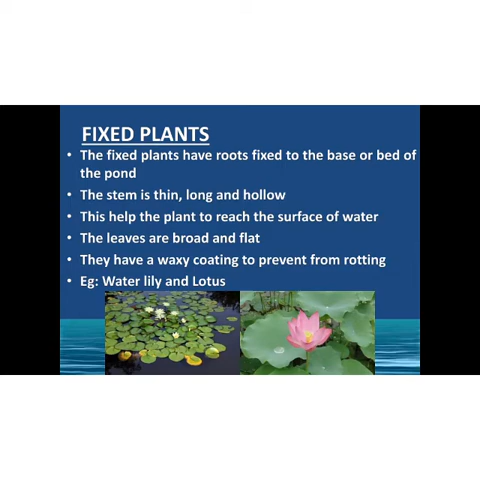 FIXED PLANTS
• The fixed plants have roots fixed to the base or bed of
the pond
• The stem is thin, long and hollow
• This help the plant to reach the surface of water
• The leaves are broad and flat
• They have a waxy coating to prevent from rotting
• Eg: Water lily and Lotus